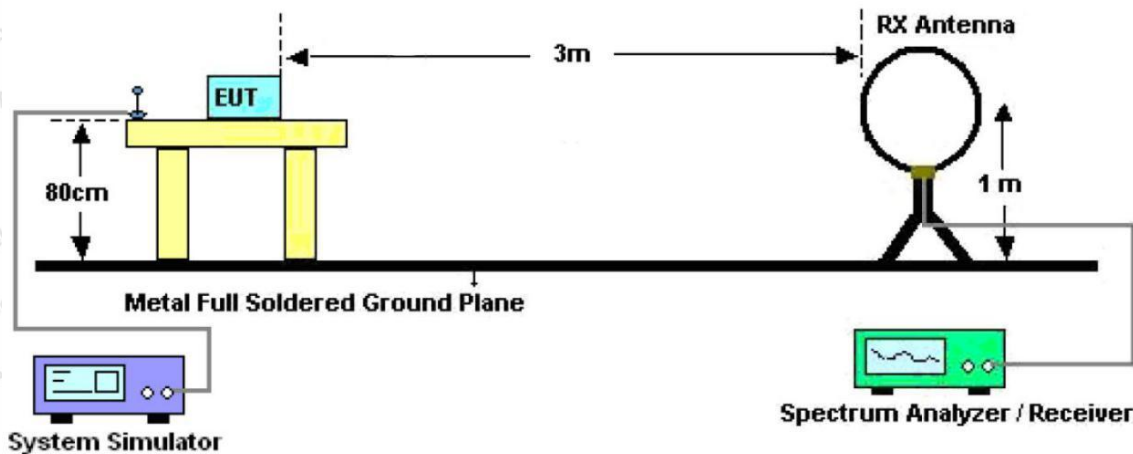 RX Antenna
3m
EUT
80cm
1 m
Metal Full Soldered Ground Plane
System Simulator
Spectrum Analyzer / Receiver